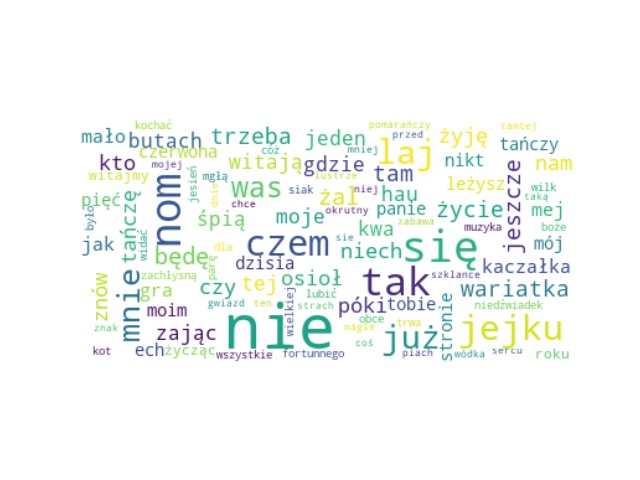 kochać pomarańczy tamtej
mało butach trzeba jeden laj przed żyję tańczy
kto czerwona cóż mniej
witajmy mojej witają gdzie tam nikt nam
pięć nom jesień mgłą dnie was lustrze żal siak niej hau leżysz jeszcze wilk taką
było tańczę śpią chce moje okrutny panie życie mej
jak widać będę dla czem sie kwa zabawa się muzyka mój boże
znów mnie zachłysną parę dzisia niech tak szklance kaczałka
gra czy tej osioł lubić póki tobie stronie wariatka
znak moim gwiazd ten wielkiej strach obce niedźwiadek
zając nie nagle już jejku
kot ech życząc wszystkie fortunnego coś piach trwa wódka sercu roku